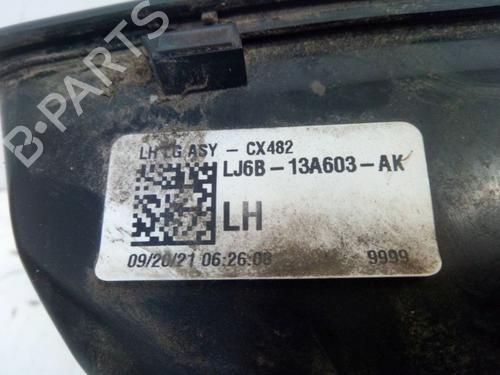 LH LG ASY - CX482
LJ6B-13A603-AK
LH
09/20/21 06:26:08
9999
B-PARTS